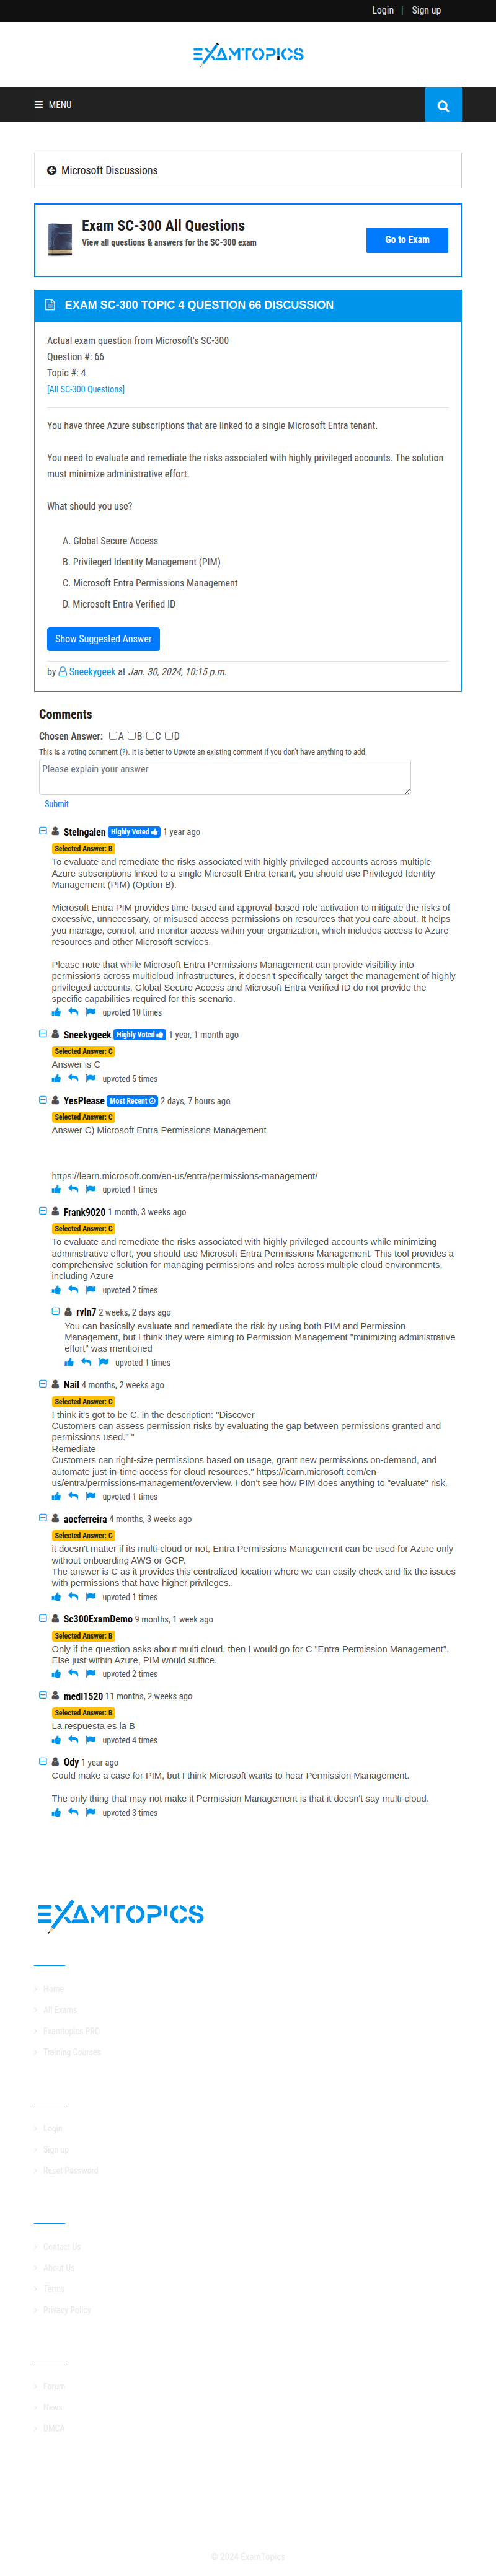 Login | Sign up
EXAMTOPICS
MENU
Microsoft Discussions
Exam SC-300 All Questions
View all questions & answers for the SC-300 exam
Go to Exam
EXAM SC-300 TOPIC 4 QUESTION 66 DISCUSSION
Actual exam question from Microsoft's SC-300
Question #: 66
Topic #: 4
[All SC-300 Questions]
You have three Azure subscriptions that are linked to a single Microsoft Entra tenant.
You need to evaluate and remediate the risks associated with highly privileged accounts. The solution
must minimize administrative effort.
What should you use?
A. Global Secure Access
B. Privileged Identity Management (PIM)
C. Microsoft Entra Permissions Management
D. Microsoft Entra Verified ID
Show Suggested Answer
by Sneekygeek at Jan. 30, 2024, 10:15 p.m.
Comments
Chosen Answer: A B C D
This is a voting comment (?). It is better to Upvote an existing comment if you don't have anything to add.
Please explain your answer
Submit
Steingalen Highly Voted 1 year ago
Selected Answer: B
To evaluate and remediate the risks associated with highly privileged accounts across multiple
Azure subscriptions linked to a single Microsoft Entra tenant, you should use Privileged Identity
Management (PIM) (Option B).
Microsoft Entra PIM provides time-based and approval-based role activation to mitigate the risks of
excessive, unnecessary, or misused access permissions on resources that you care about. It helps
you manage, control, and monitor access within your organization, which includes access to Azure
resources and other Microsoft services.
Please note that while Microsoft Entra Permissions Management can provide visibility into
permissions across multicloud infrastructures, it doesn't specifically target the management of highly
privileged accounts. Global Secure Access and Microsoft Entra Verified ID do not provide the
specific capabilities required for this scenario.
upvoted 10 times
Sneekygeek Highly Voted 1 year, 1 month ago
Selected Answer: C
Answer is C
upvoted 5 times
YesPlease Most Recent 2 days, 7 hours ago
Selected Answer: C
Answer C) Microsoft Entra Permissions Management
https://learn.microsoft.com/en-us/entra/permissions-management/
upvoted 1 times
Frank9020 1 month, 3 weeks ago
Selected Answer: C
To evaluate and remediate the risks associated with highly privileged accounts while minimizing
administrative effort, you should use Microsoft Entra Permissions Management. This tool provides a
comprehensive solution for managing permissions and roles across multiple cloud environments,
including Azure
upvoted 2 times
rvln7 2 weeks, 2 days ago
You can basically evaluate and remediate the risk by using both PIM and Permission
Management, but I think they were aiming to Permission Management "minimizing administrative
effort" was mentioned
upvoted 1 times
Nail 4 months, 2 weeks ago
Selected Answer: C
I think it's got to be C. in the description: "Discover
Customers can assess permission risks by evaluating the gap between permissions granted and
permissions used." "
Remediate
Customers can right-size permissions based on usage, grant new permissions on-demand, and
automate just-in-time access for cloud resources." https://learn.microsoft.com/en-
us/entra/permissions-management/overview. I don't see how PIM does anything to "evaluate" risk.
upvoted 1 times
aocferreira 4 months, 3 weeks ago
Selected Answer: C
it doesn't matter if its multi-cloud or not, Entra Permissions Management can be used for Azure only
without onboarding AWS or GCP.
The answer is C as it provides this centralized location where we can easily check and fix the issues
with permissions that have higher privileges..
upvoted 1 times
Sc300ExamDemo 9 months, 1 week ago
Selected Answer: B
Only if the question asks about multi cloud, then I would go for C "Entra Permission Management".
Else just within Azure, PIM would suffice.
upvoted 2 times
medi1520 11 months, 2 weeks ago
Selected Answer: B
La respuesta es la B
upvoted 4 times
Ody 1 year ago
Could make a case for PIM, but I think Microsoft wants to hear Permission Management.
The only thing that may not make it Permission Management is that it doesn't say multi-cloud.
upvoted 3 times
EXAMTOPICS
Home
All Exams
Examtopics PRO
Training Courses
Login
Sign up
Reset Password
Contact Us
About Us
Terms
Privacy Policy
Forum
News
DMCA
© 2024 ExamTopics